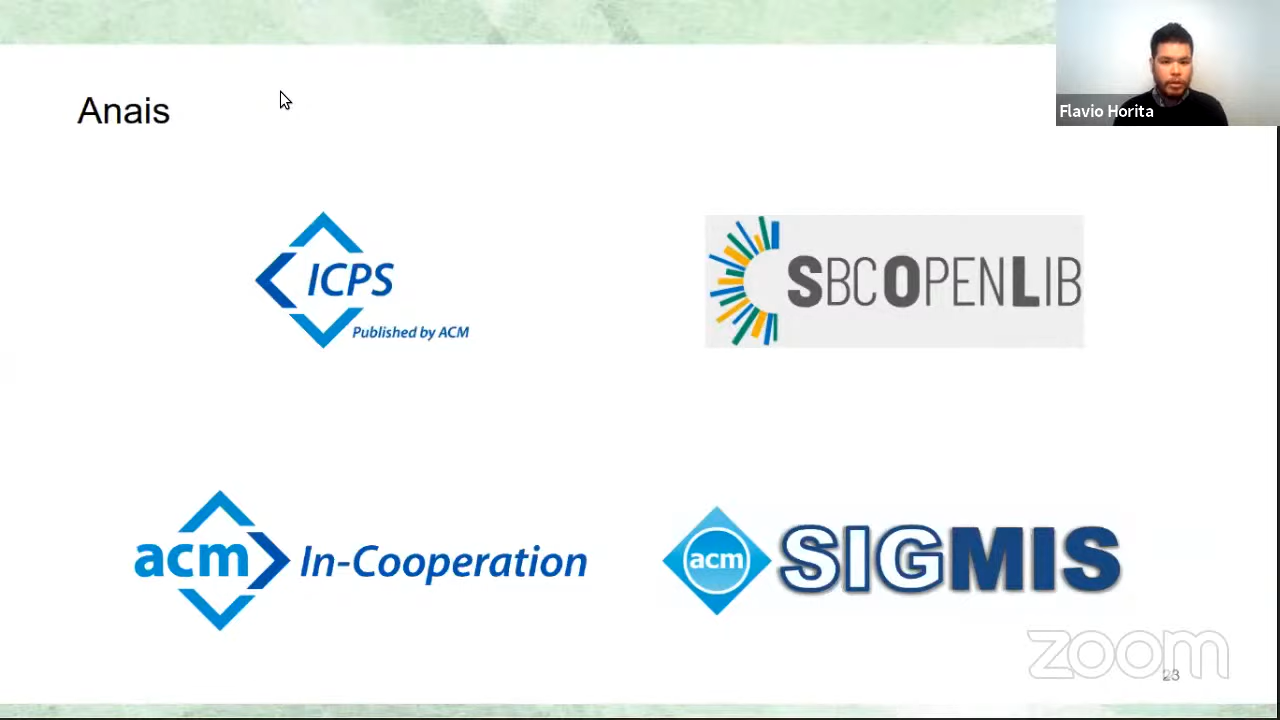 Anais
Flavio Horita
ICPS
Published by ACM
SBCOPENLIB
acm In-Cooperation
acm SIGMIS
zoom
23